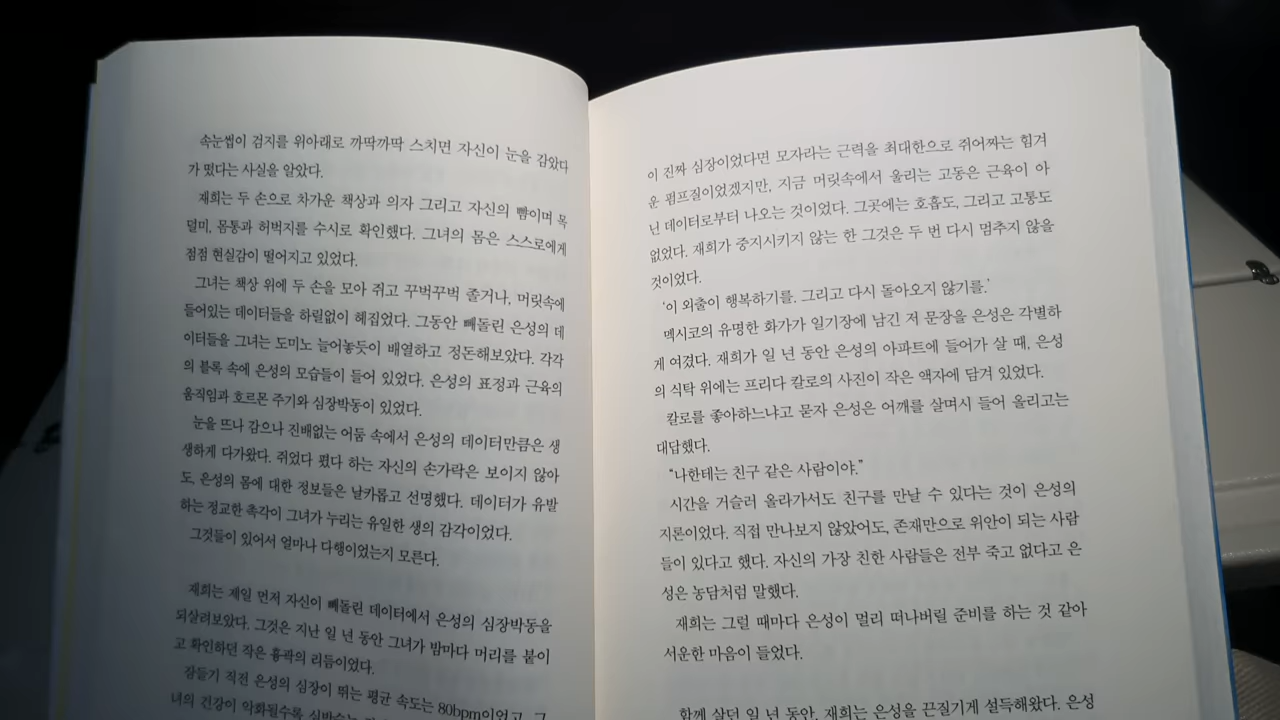 속눈썹이 검지를 위아래로 까딱까딱 스치면 자신이 눈을 감았다
가 떴다는 사실을 알았다.
재희는 두 손으로 차가운 책상과 의자 그리고 자신의 뺨이며 목
덜미, 몸통과 허벅지를 수시로 확인했다. 그녀의 몸은 스스로에게
점점 현실감이 떨어지고 있었다.
그녀는 책상 위에 두 손을 모아 쥐고 꾸벅꾸벅 졸거나, 머릿속에
들어있는 데이터들을 하릴없이 헤집었다. 그동안 빼돌린 은성의 데
이터들을 그녀는 도미노 늘어놓듯이 배열하고 정돈해보았다. 각각
의 블록 속에 은성의 모습들이 들어 있었다. 은성의 표정과 근육의
움직임과 호르몬 주기와 심장박동이 있었다.
눈을 뜨나 감으나 진배없는 어둠 속에서 은성의 데이터만큼은 생
생하게 다가왔다. 쥐었다 폈다 하는 자신의 손가락은 보이지 않아
도, 은성의 몸에 대한 정보들은 날카롭고 선명했다. 데이터가 유발
하는 정교한 촉각이 그녀가 누리는 유일한 생의 감각이었다.
그것들이 있어서 얼마나 다행이었는지 모른다.
재희는 제일 먼저 자신이 빼돌린 데이터에서 은성의 심장박동을
되살려보았다. 그것은 지난 일 년 동안 그녀가 밤마다 머리를 붙이
고 확인하던 작은 흉곽의 리듬이었다.
잠들기 직전 은성의 심장이 뛰는 평균 속도는 80bpm이었고, 그
녀의 건강이 악화될수록
이 진짜 심장이었다면 모자라는 근력을 최대한으로 쥐어짜는 힘겨
운 펌프질이었겠지만, 지금 머릿속에서 울리는 고동은 근육이 아
닌 데이터로부터 나오는 것이었다. 그곳에는 호흡도, 그리고 고통도
없었다. 재희가 중지시키지 않는 한 그것은 두 번 다시 멈추지 않을
것이었다.
‘이 외출이 행복하기를. 그리고 다시 돌아오지 않기를.’
멕시코의 유명한 화가가 일기장에 남긴 저 문장을 은성은 각별하
게 여겼다. 재희가 일 년 동안 은성의 아파트에 들어가 살 때, 은성
의 식탁 위에는 프리다 칼로의 사진이 작은 액자에 담겨 있었다.
칼로를 좋아하느냐고 묻자 은성은 어깨를 살며시 들어 올리고는
대답했다.
“나한테는 친구 같은 사람이야.”
시간을 거슬러 올라가서도 친구를 만날 수 있다는 것이 은성의
지론이었다. 직접 만나보지 않았어도, 존재만으로 위안이 되는 사람
들이 있다고 했다. 자신의 가장 친한 사람들은 전부 죽고 없다고 은
성은 농담처럼 말했다.
재희는 그럴 때마다 은성이 멀리 떠나버릴 준비를 하는 것 같아
서운한 마음이 들었다.
함께 살던 일 년 동안, 재희는 은성을 끈질기게 설득해왔다. 은성